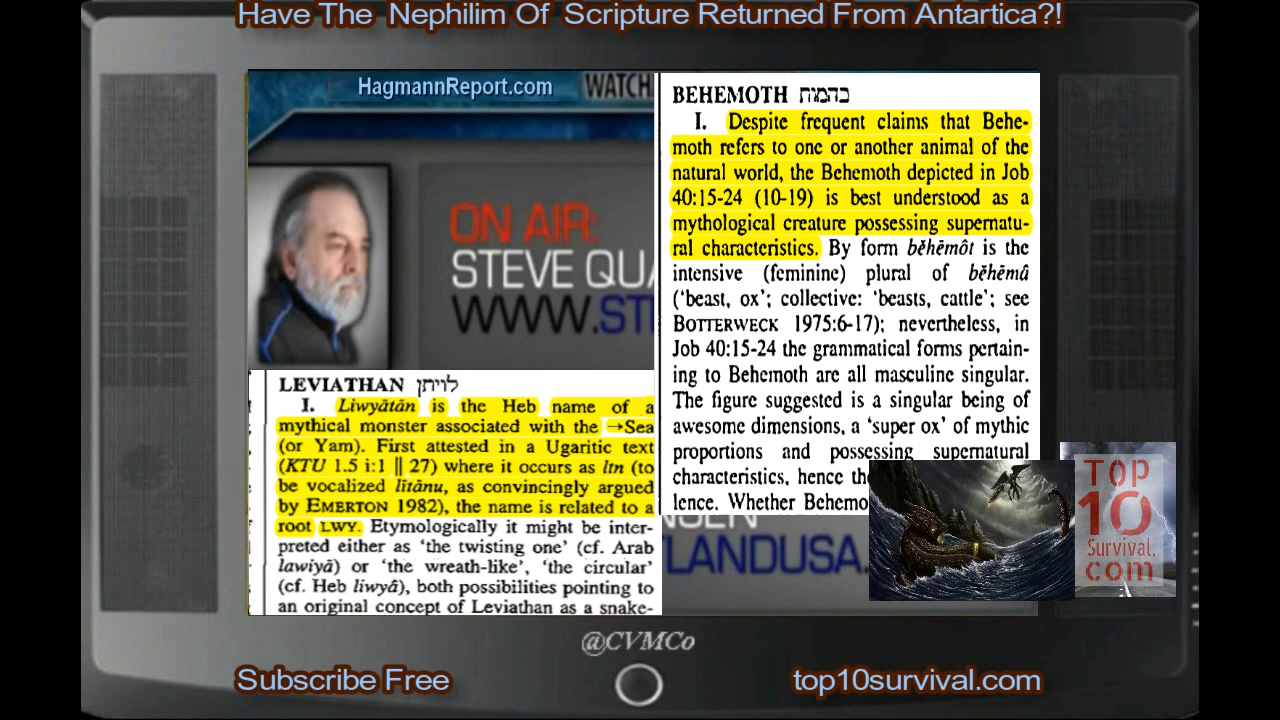 Have The Nephilim Of Scripture Returned From Antartica?!
HagmannReport.com
WATCH
ON AIR:
STEVE QUA
WWW.ST
LEVIATHAN לויתן
I. Liwyātān is the Heb name of a
mythical monster associated with the →Sea
(or Yam). First attested in a Ugaritic text
(KTU 1.5 i:1 || 27) where it occurs as ltn (to
be vocalized lītānu, as convincingly argued
by EMERTON 1982), the name is related to a
root LWY. Etymologically it might be inter-
preted either as ‘the twisting one’ (cf. Arab
lawiyā) or ‘the wreath-like’, ‘the circular’
(cf. Heb liwyâ), both possibilities pointing to
an original concept of Leviathan as a snake-
BEHEMOTH בהמות
I. Despite frequent claims that Behe-
moth refers to one or another animal of the
natural world, the Behemoth depicted in Job
40:15-24 (10-19) is best understood as a
mythological creature possessing supernatu-
ral characteristics. By form běhēmôt is the
intensive (feminine) plural of běhēmâ
(‘beast, ox’; collective: ‘beasts, cattle’; see
BOTTERWECK 1975:6-17); nevertheless, in
Job 40:15-24 the grammatical forms pertain-
ing to Behemoth are all masculine singular.
The figure suggested is a singular being of
awesome dimensions, a ‘super ox’ of mythic
proportions and possessing supernatural
characteristics, hence th
lence. Whether Behemo
LANDUSA.
TOP
10
Survival.
com
@CVMCo
Subscribe Free
top10survival.com